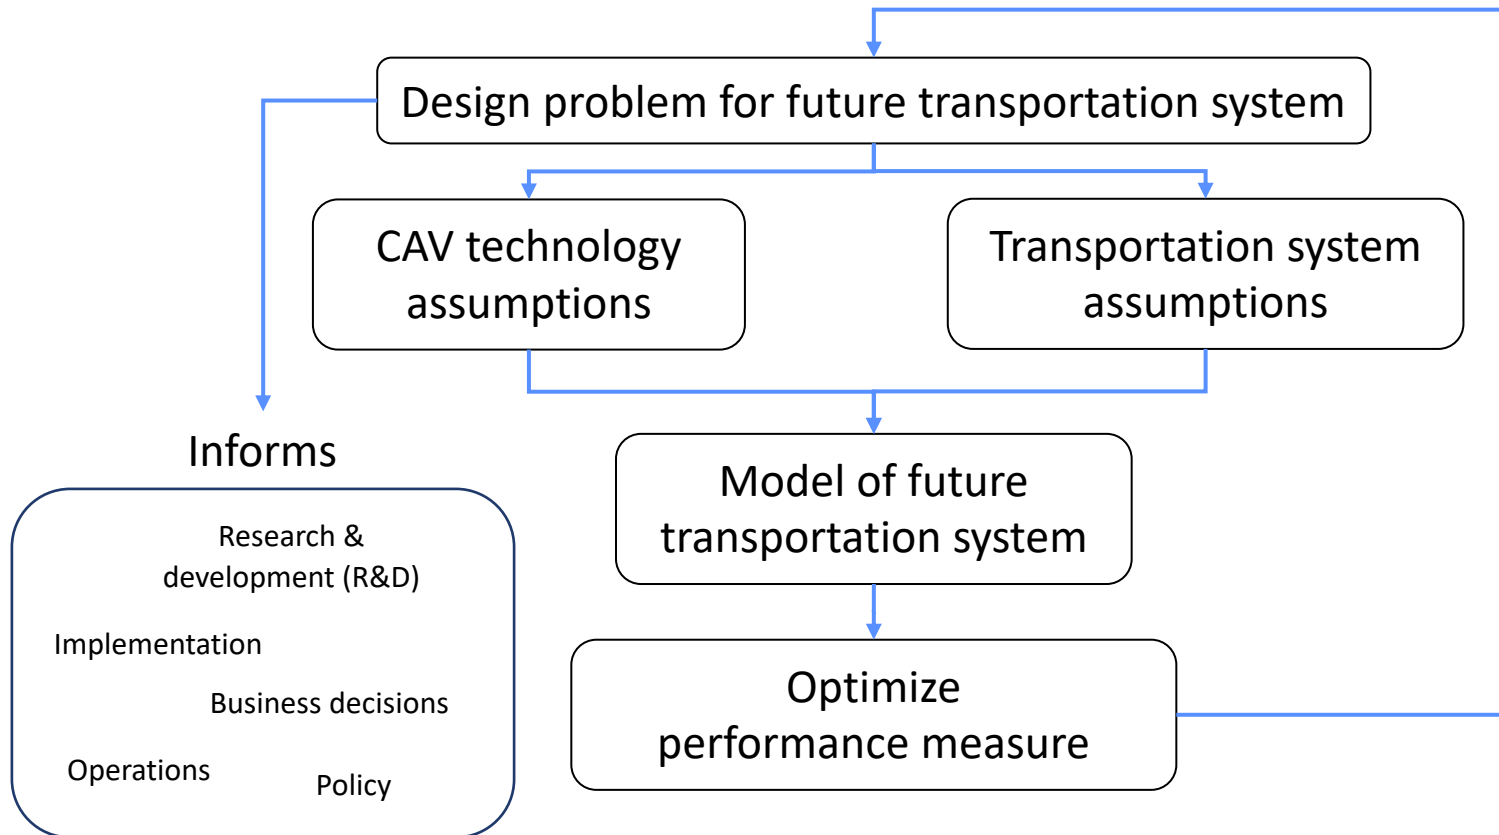 Design problem for future transportation system
CAV technology
assumptions
Transportation system
assumptions
Informs
Model of future
transportation system
Research &
development (R&D)
Implementation
Business decisions
Operations
Policy
Optimize
performance measure